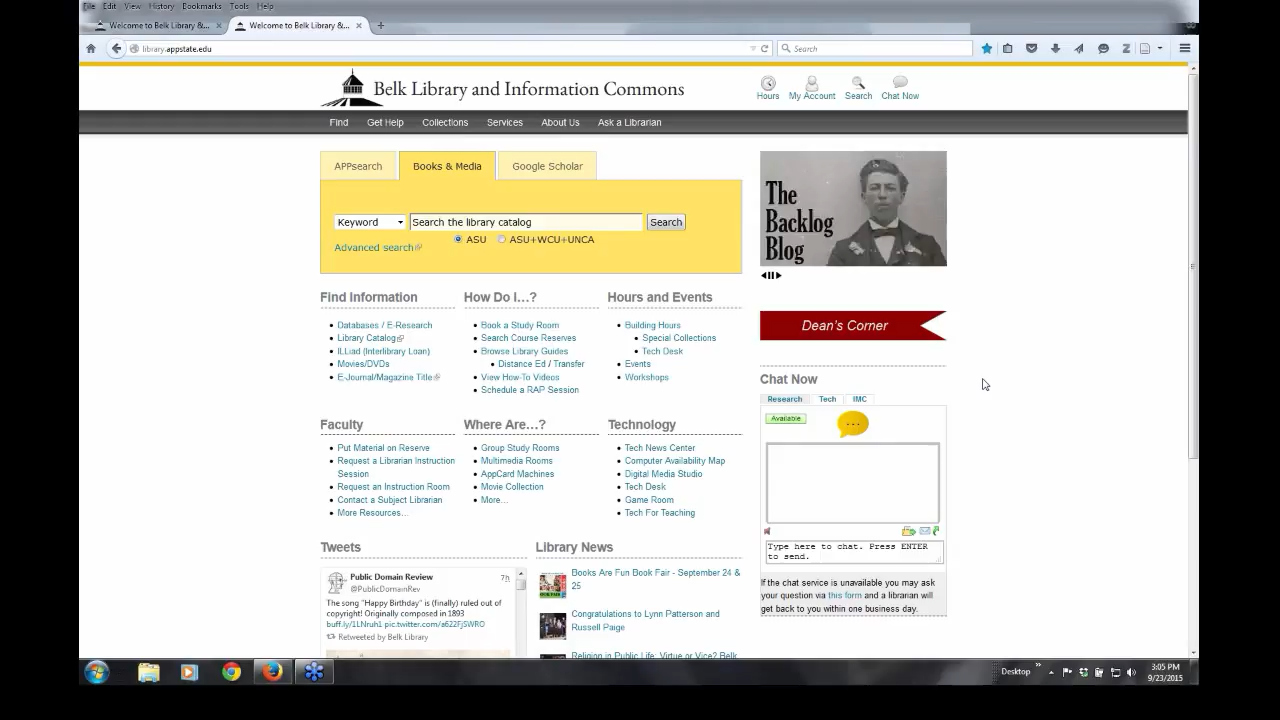 File Edit View History Bookmarks Tools Help
Welcome to Belk Library &... × Welcome to Belk Library &... × +
library.appstate.edu Search
Belk Library and Information Commons
Hours My Account Search Chat Now
Find Get Help Collections Services About Us Ask a Librarian
APPsearch Books & Media Google Scholar
Keyword Search the library catalog Search
ASU ASU+WCU+UNCA
Advanced search
The
Backlog
Blog
Dean's Corner
Find Information
Databases / E-Research
Library Catalog
ILLiad (Interlibrary Loan)
Movies/DVDs
E-Journal/Magazine Title
How Do I...?
Book a Study Room
Search Course Reserves
Browse Library Guides
Distance Ed / Transfer
View How-To Videos
Schedule a RAP Session
Hours and Events
Building Hours
Special Collections
Tech Desk
Events
Workshops
Faculty
Put Material on Reserve
Request a Librarian Instruction
Session
Request an Instruction Room
Contact a Subject Librarian
More Resources...
Where Are...?
Group Study Rooms
Multimedia Rooms
AppCard Machines
Movie Collection
More...
Technology
Tech News Center
Computer Availability Map
Digital Media Studio
Tech Desk
Game Room
Tech For Teaching
Chat Now
Research Tech IMC
Available
Type here to chat. Press ENTER
to send.
If the chat service is unavailable you may ask
your question via this form and a librarian will
get back to you within one business day.
Tweets
Public Domain Review 7h
@PublicDomainRev
The song "Happy Birthday" is (finally) ruled out of
copyright! Originally composed in 1893
buff.ly/1LNruh1 pic.twitter.com/a622FjSWRO
Retweeted by Belk Library
Library News
Books Are Fun Book Fair - September 24 &
25
Congratulations to Lynn Patterson and
Russell Paige
Religion in Public Life: Virtue or Vice? Belk
Desktop
3:05 PM
9/23/2015